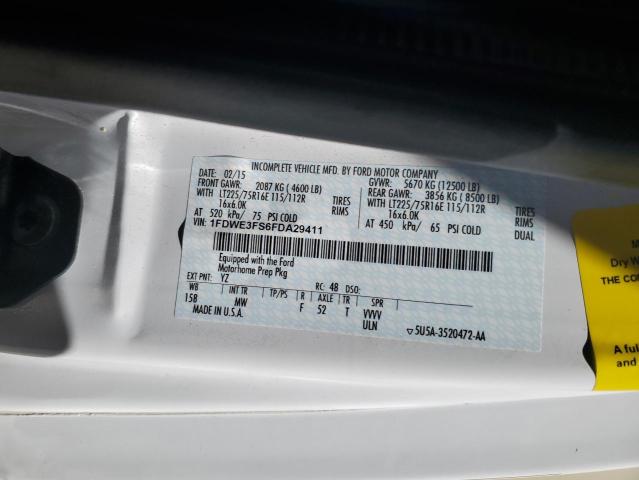 INCOMPLETE VEHICLE MFD. BY FORD MOTOR COMPANY
DATE: 02/15 GVWR: 5670 KG (12500 LB)
FRONT GAWR: 2087 KG ( 4600 LB) REAR GAWR: 3856 KG ( 8500 LB)
WITH LT225/75R16E 115/112R TIRES WITH LT225/75R16E 115/112R TIRES
16x6.0K RIMS 16x6.0K RIMS
AT 520 kPa/ 75 PSI COLD AT 450 kPa/ 65 PSI COLD DUAL
VIN: 1FDWE3FS6FDA29411
Equipped with the Ford
Motorhome Prep Pkg
EXT PNT: YZ RC: 48 DSO:
WB INT TR TP/PS R AXLE TR SPR
158 MW F 52 T VVVV
MADE IN U.S.A. ULN ▽5U5A-3520472-AA
Dry W
THE CO
A full